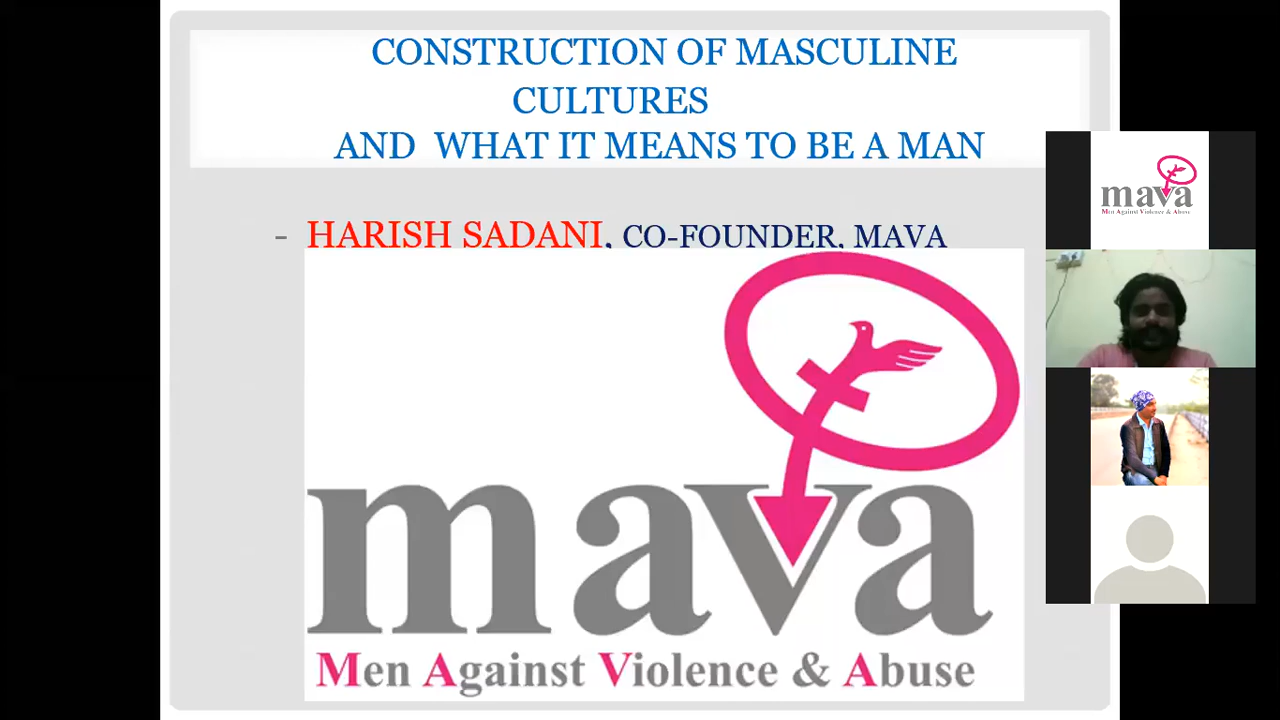 CONSTRUCTION OF MASCULINE
CULTURES
AND WHAT IT MEANS TO BE A MAN
- HARISH SADANI, CO-FOUNDER, MAVA
mava
Men Against Violence & Abuse
mava
Men Against Violence & Abuse